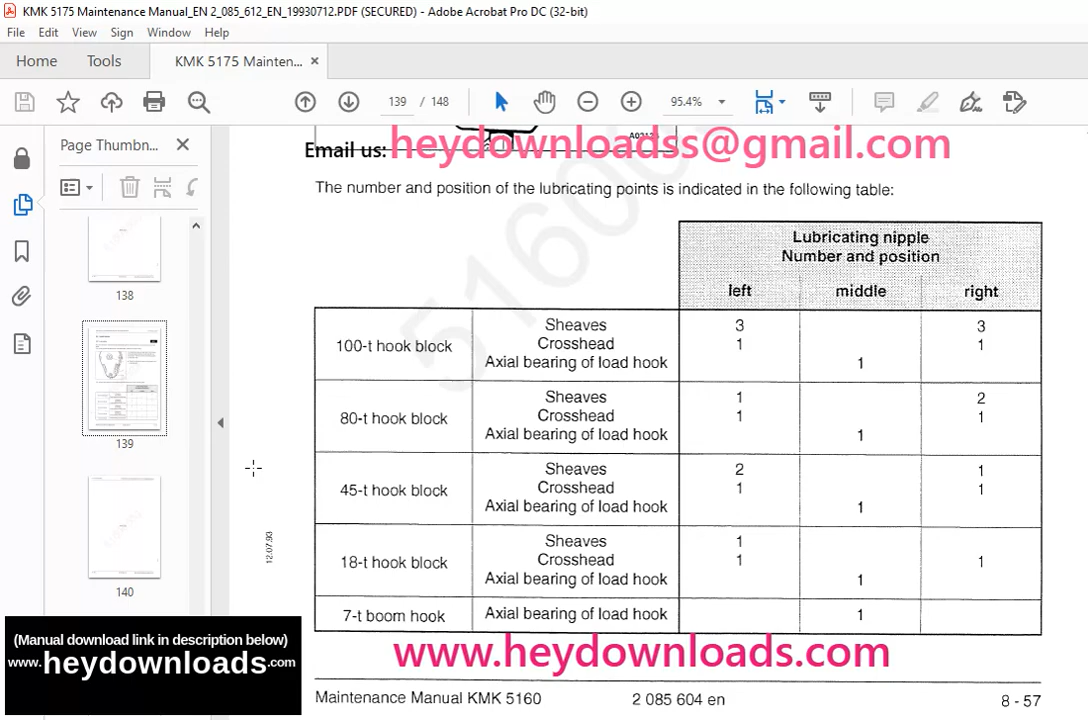 KMK 5175 Maintenance Manual_EN 2_085_612_EN_19930712.PDF (SECURED) - Adobe Acrobat Pro DC (32-bit)
File Edit View Sign Window Help
Home Tools KMK 5175 Mainten... ×
139 / 148 95.4%
Page Thumbn... ×
138
139
140
Email us: heydownloadss@gmail.com
The number and position of the lubricating points is indicated in the following table:
Lubricating nipple
Number and position
left middle right
100-t hook block Sheaves 3 3
Crosshead 1 1
Axial bearing of load hook 1
80-t hook block Sheaves 1 2
Crosshead 1 1
Axial bearing of load hook 1
45-t hook block Sheaves 2 1
Crosshead 1 1
Axial bearing of load hook 1
18-t hook block Sheaves 1
Crosshead 1 1
Axial bearing of load hook 1
7-t boom hook Axial bearing of load hook 1
12.07.93
www.heydownloads.com
Maintenance Manual KMK 5160 2 085 604 en 8 - 57
(Manual download link in description below)
www.heydownloads.com